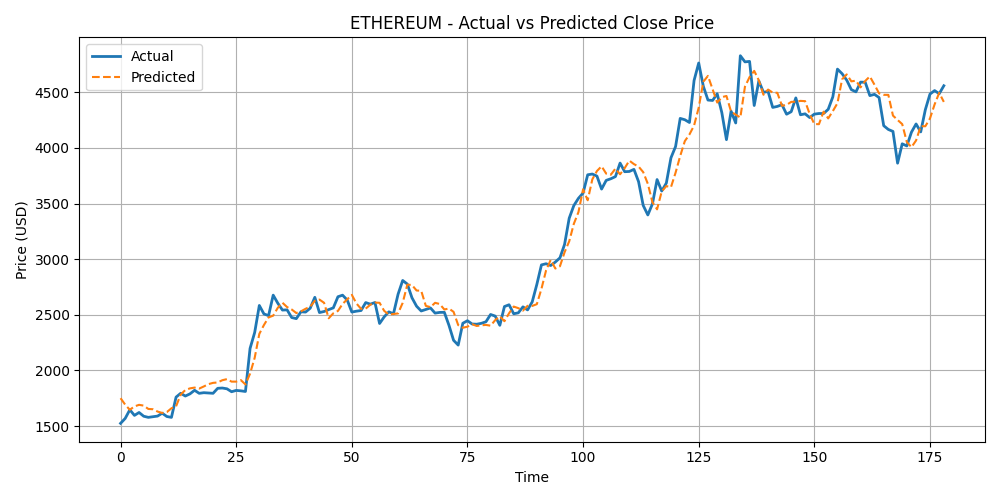 ETHEREUM - Actual vs Predicted Close Price
Actual
Predicted
Price (USD)
4500
4000
3500
3000
2500
2000
1500
0 25 50 75 100 125 150 175
Time